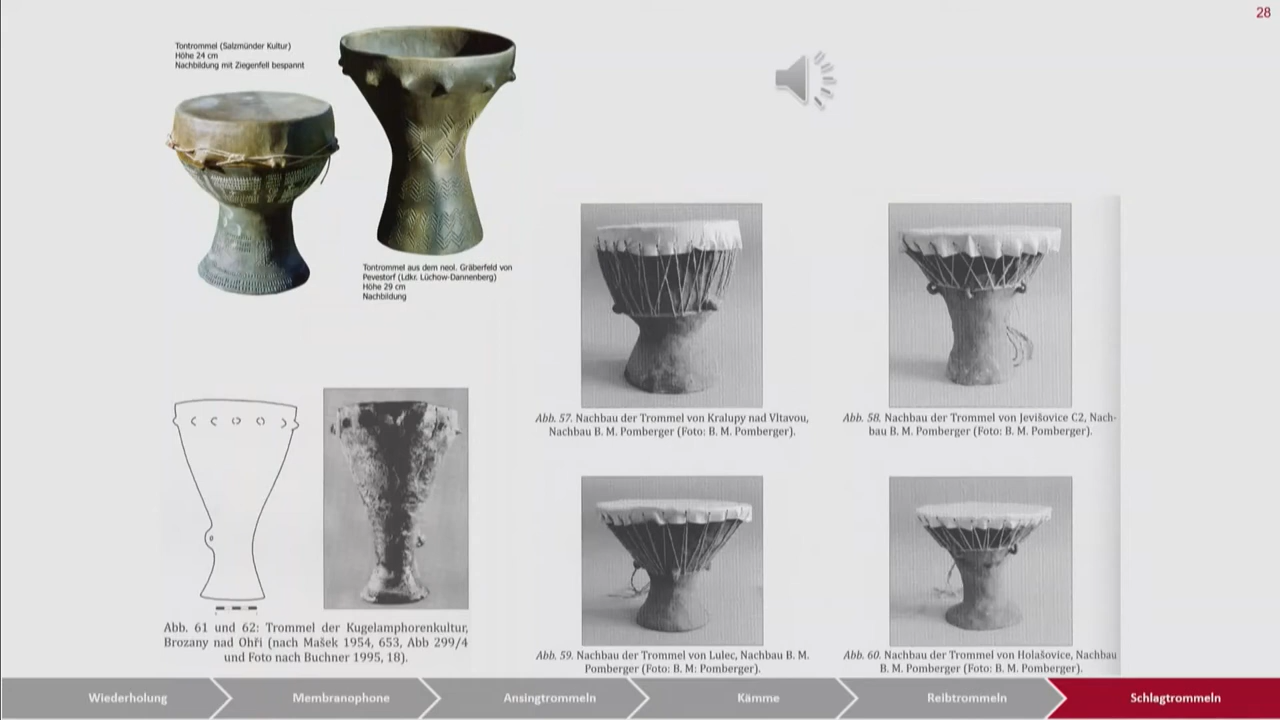 28
Tontrommel (Salzmünder Kultur)
Höhe 24 cm
Nachbildung mit Ziegenfell bespannt
Tontrommel aus dem neol. Gräberfeld von
Pevestorf (Ldkr. Lüchow-Dannenberg)
Höhe 29 cm
Nachbildung
Abb. 57. Nachbau der Trommel von Kralupy nad Vltavou,
Nachbau B. M. Pomberger (Foto: B. M. Pomberger).
Abb. 58. Nachbau der Trommel von Jevišovice C2, Nach-
bau B. M. Pomberger (Foto: B. M. Pomberger).
Abb. 61 und 62: Trommel der Kugelamphorenkultur,
Brozany nad Ohři (nach Mašek 1954, 653, Abb 299/4
und Foto nach Buchner 1995, 18).
Abb. 59. Nachbau der Trommel von Lulec, Nachbau B. M.
Pomberger (Foto: B. M: Pomberger).
Abb. 60. Nachbau der Trommel von Holašovice, Nachbau
B. M. Pomberger (Foto: B. M. Pomberger).
Wiederholung
Membranophone
Ansingtrommeln
Kämme
Reibtrommeln
Schlagtrommeln